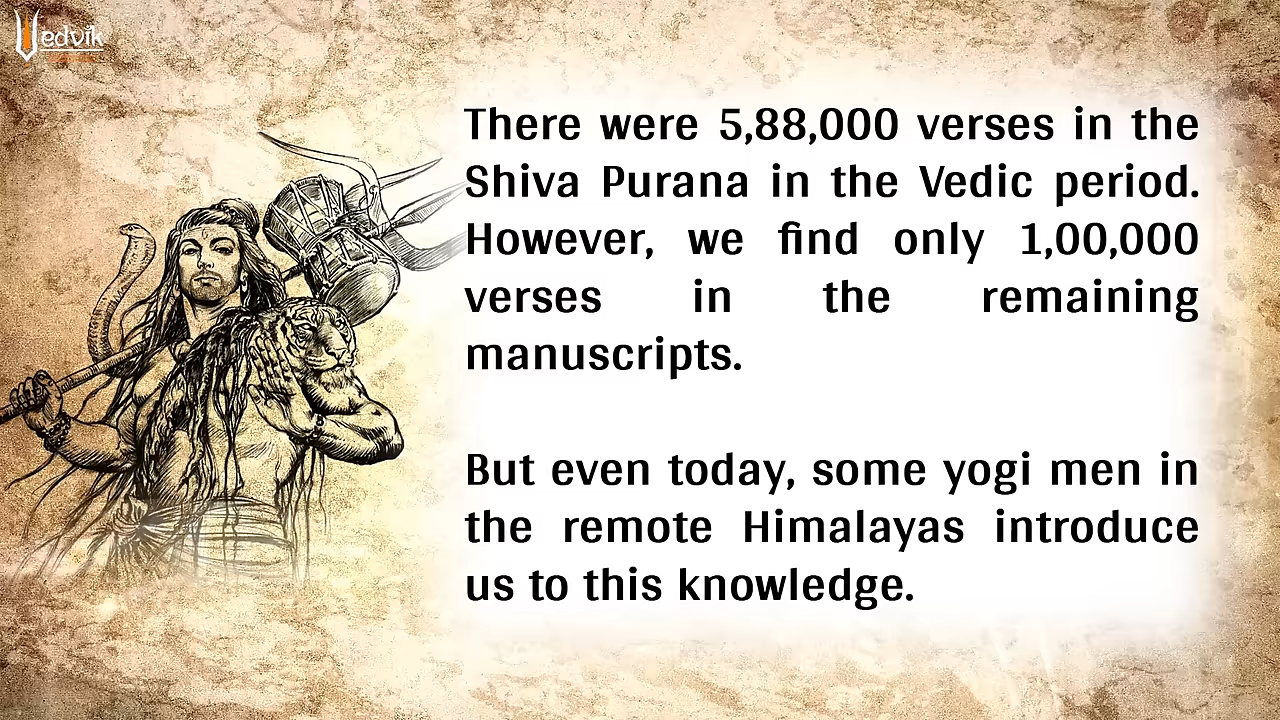 Vedvik
There were 5,88,000 verses in the
Shiva Purana in the Vedic period.
However, we find only 1,00,000
verses in the remaining
manuscripts.
But even today, some yogi men in
the remote Himalayas introduce
us to this knowledge.